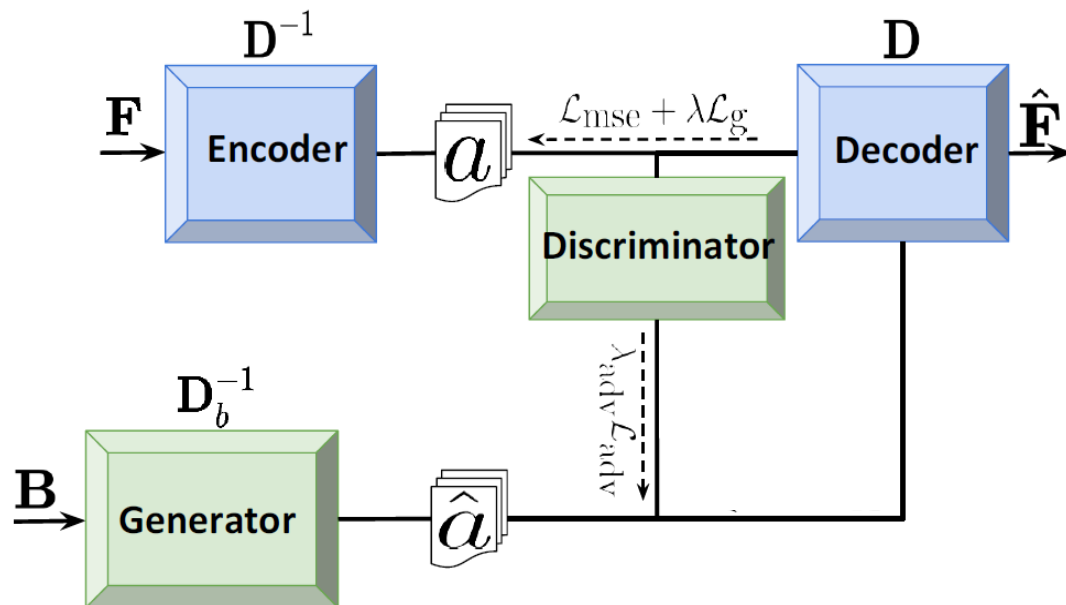 D⁻¹
D
F
Encoder
a
ℒ_mse + λℒ_g
Decoder
F̂
Discriminator
λ_adv ℒ_adv
D_b⁻¹
B
Generator
â